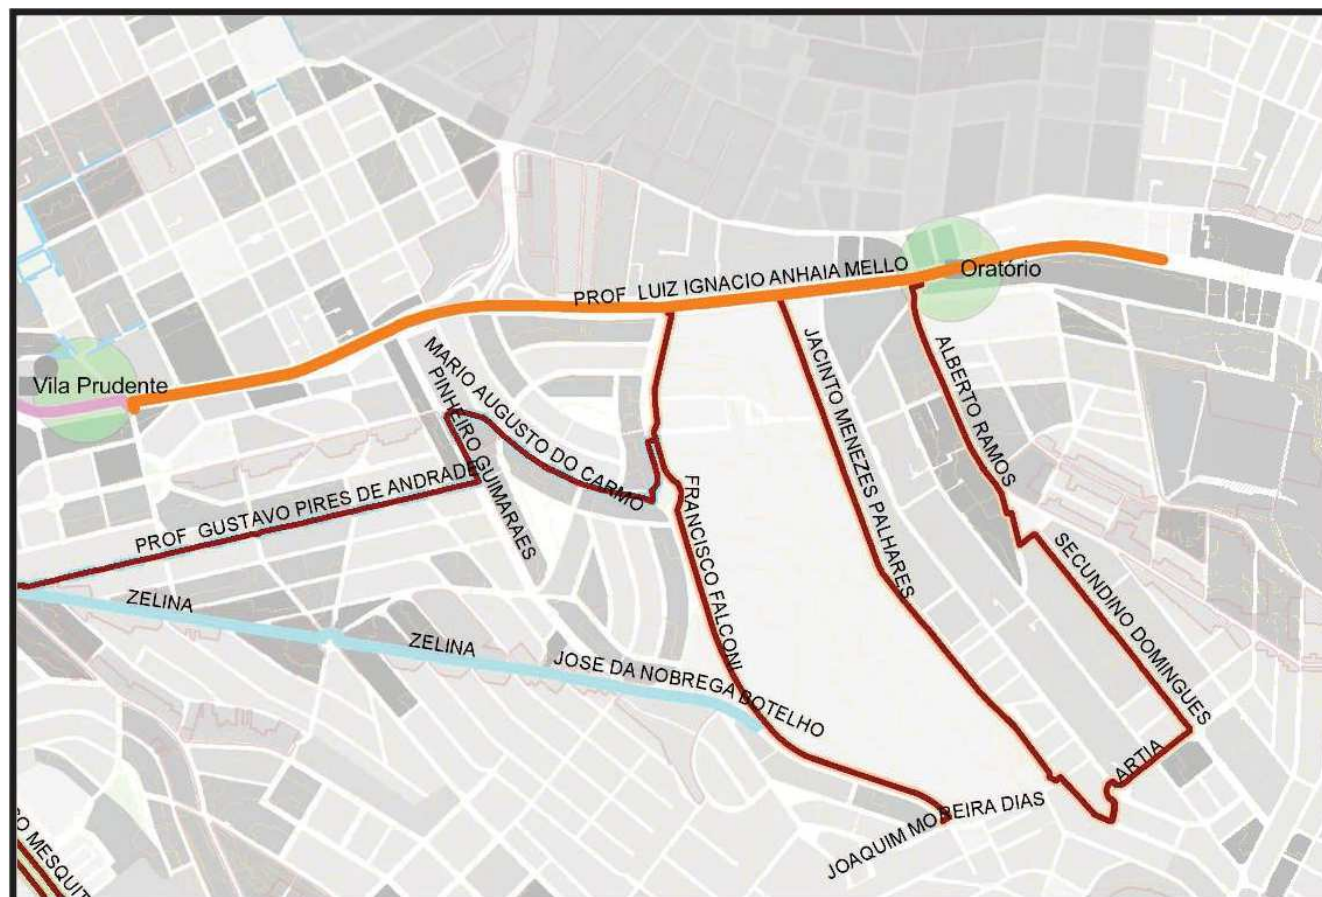 PROF LUIZ IGNACIO ANHAIA MELLO
Oratório
Vila Prudente
MARIO AUGUSTO DO CARMO
PINHEIRO GUIMARAES
JACINTO MENEZES PALHARES
ALBERTO RAMOS
PROF GUSTAVO PIRES DE ANDRADE
FRANCISCO FALCONI
SECUNDINO DOMINGUES
ZELINA
ZELINA
JOSE DA NOBREGA BOTELHO
ARTIA
JOAQUIM MOREIRA DIAS
RO MESQUIT